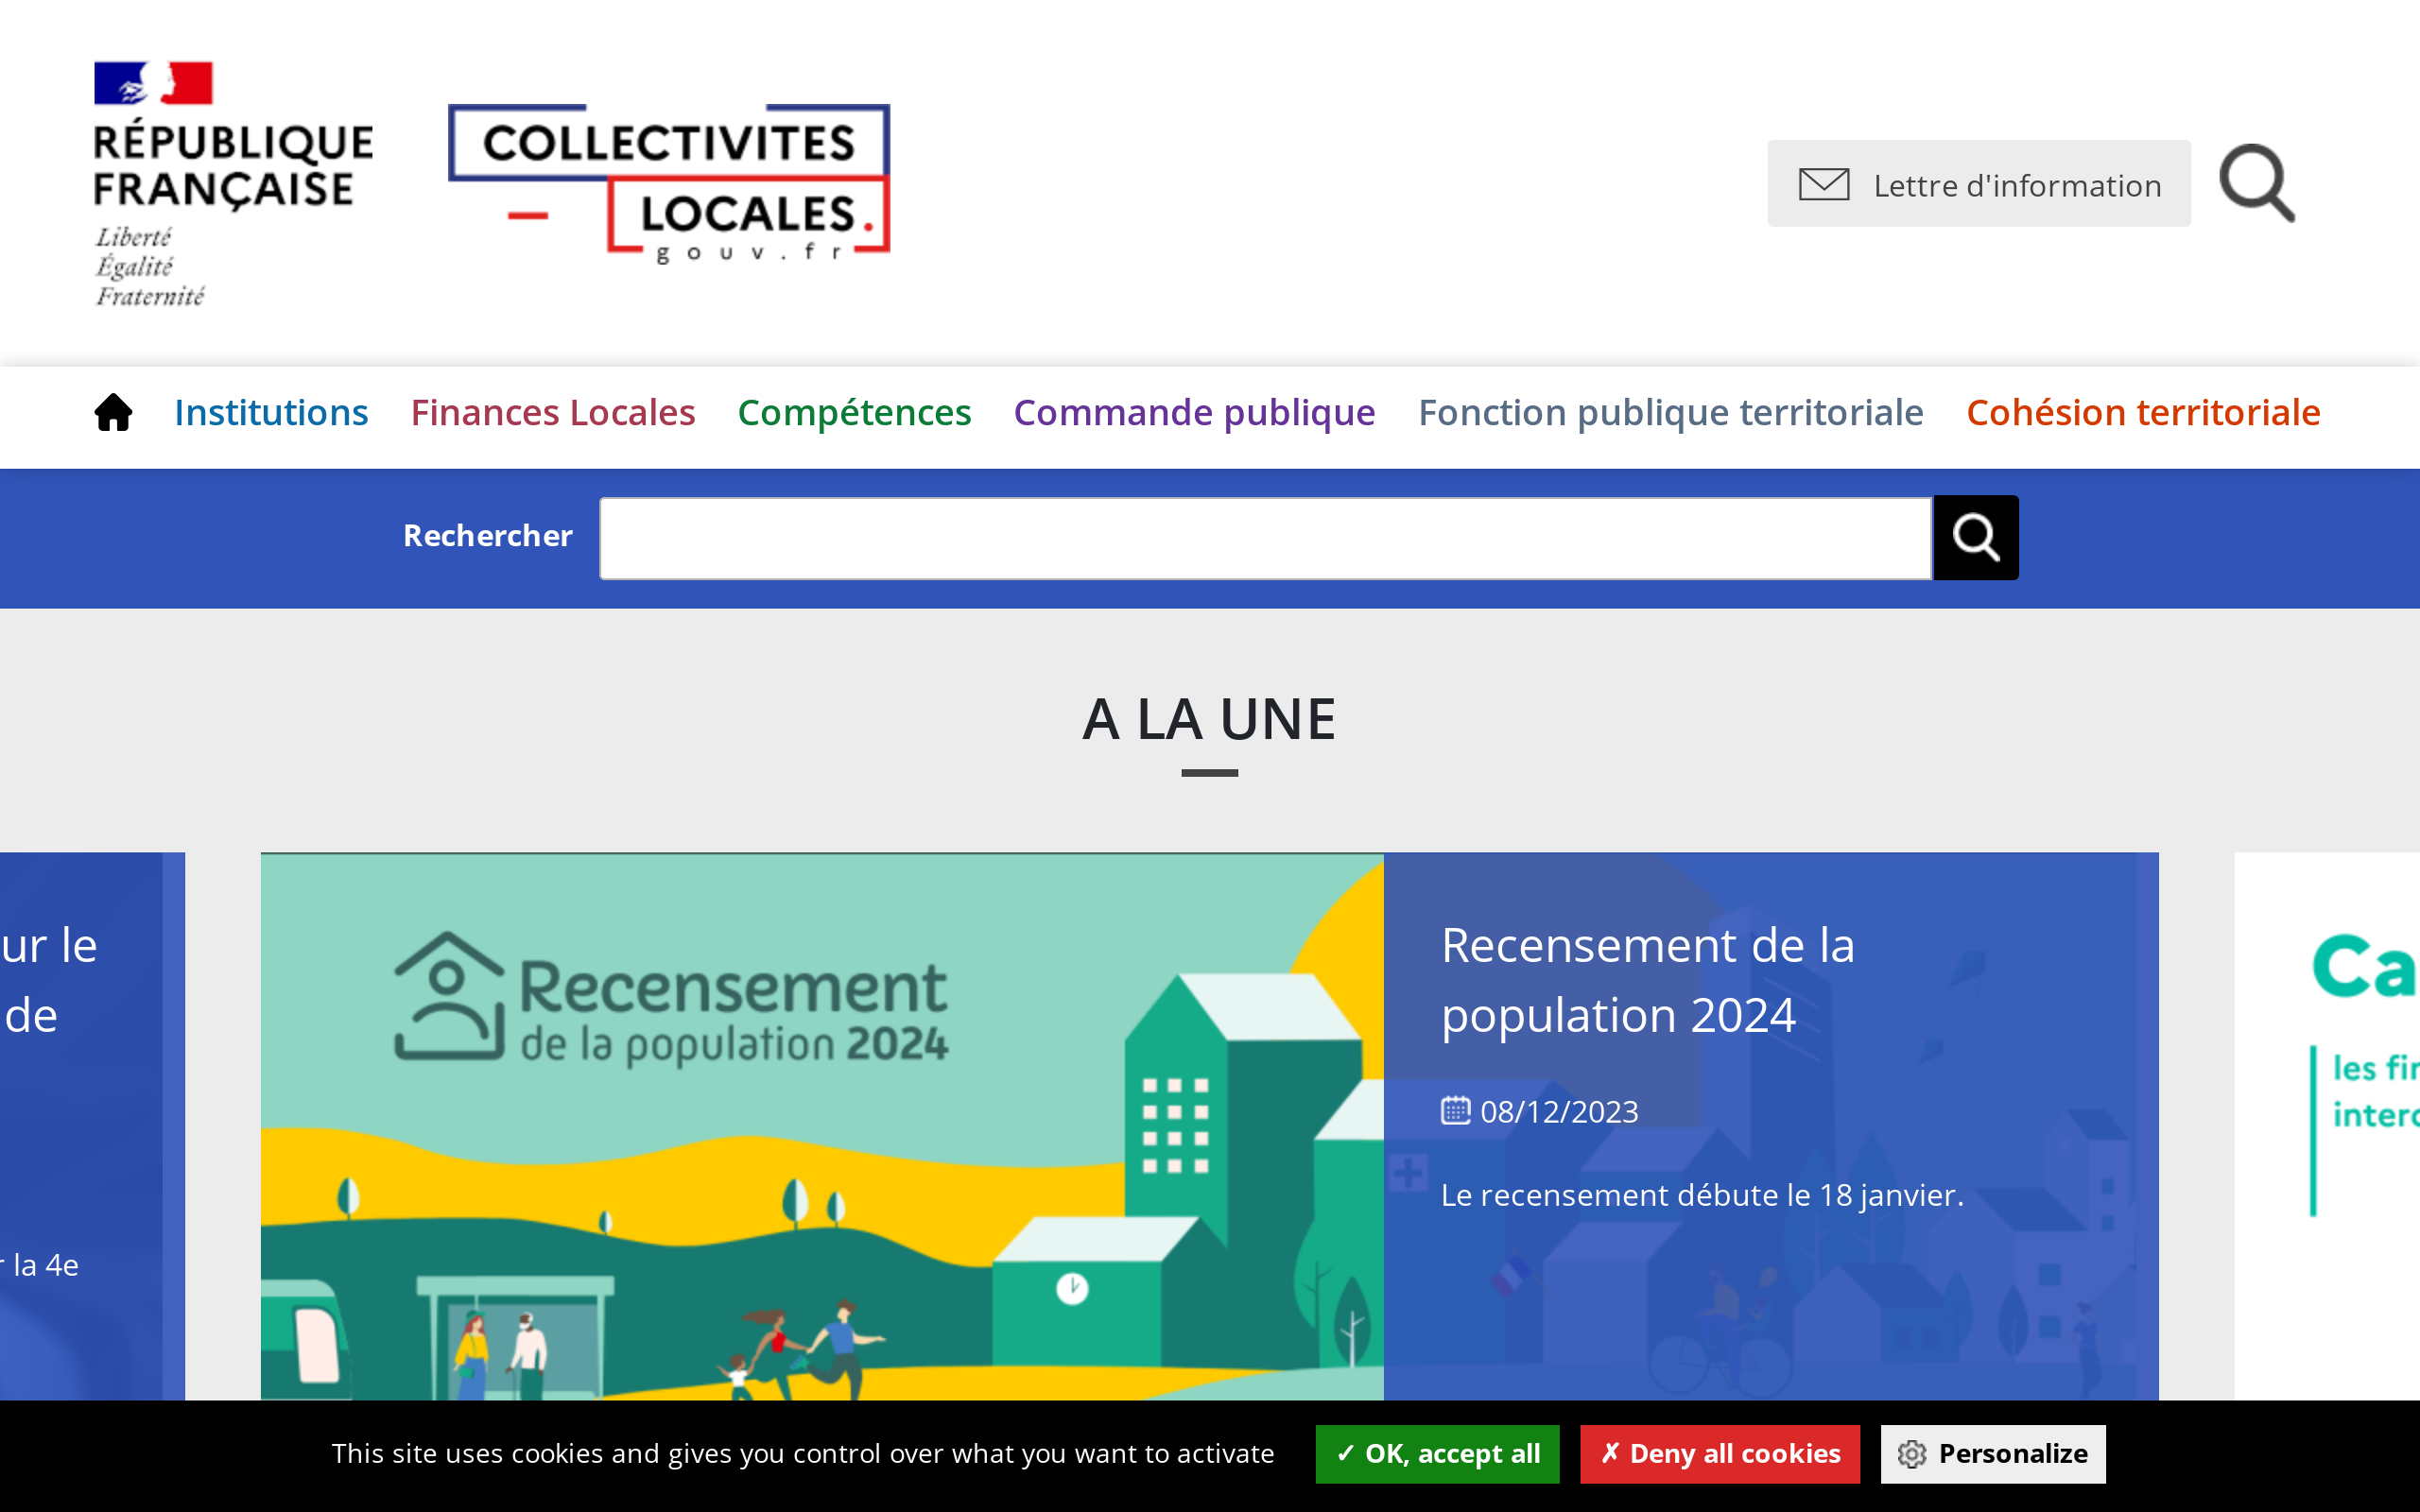 RÉPUBLIQUE
FRANÇAISE
Liberté
Égalité
Fraternité
COLLECTIVITES
LOCALES.
gouv.fr
Lettre d'information
Institutions Finances Locales Compétences Commande publique Fonction publique territoriale Cohésion territoriale
Rechercher
A LA UNE
ur le
de
la 4e
Recensement
de la population 2024
Recensement de la
population 2024
08/12/2023
Le recensement débute le 18 janvier.
Ca
les fin
interc
This site uses cookies and gives you control over what you want to activate ✓ OK, accept all ✗ Deny all cookies Personalize